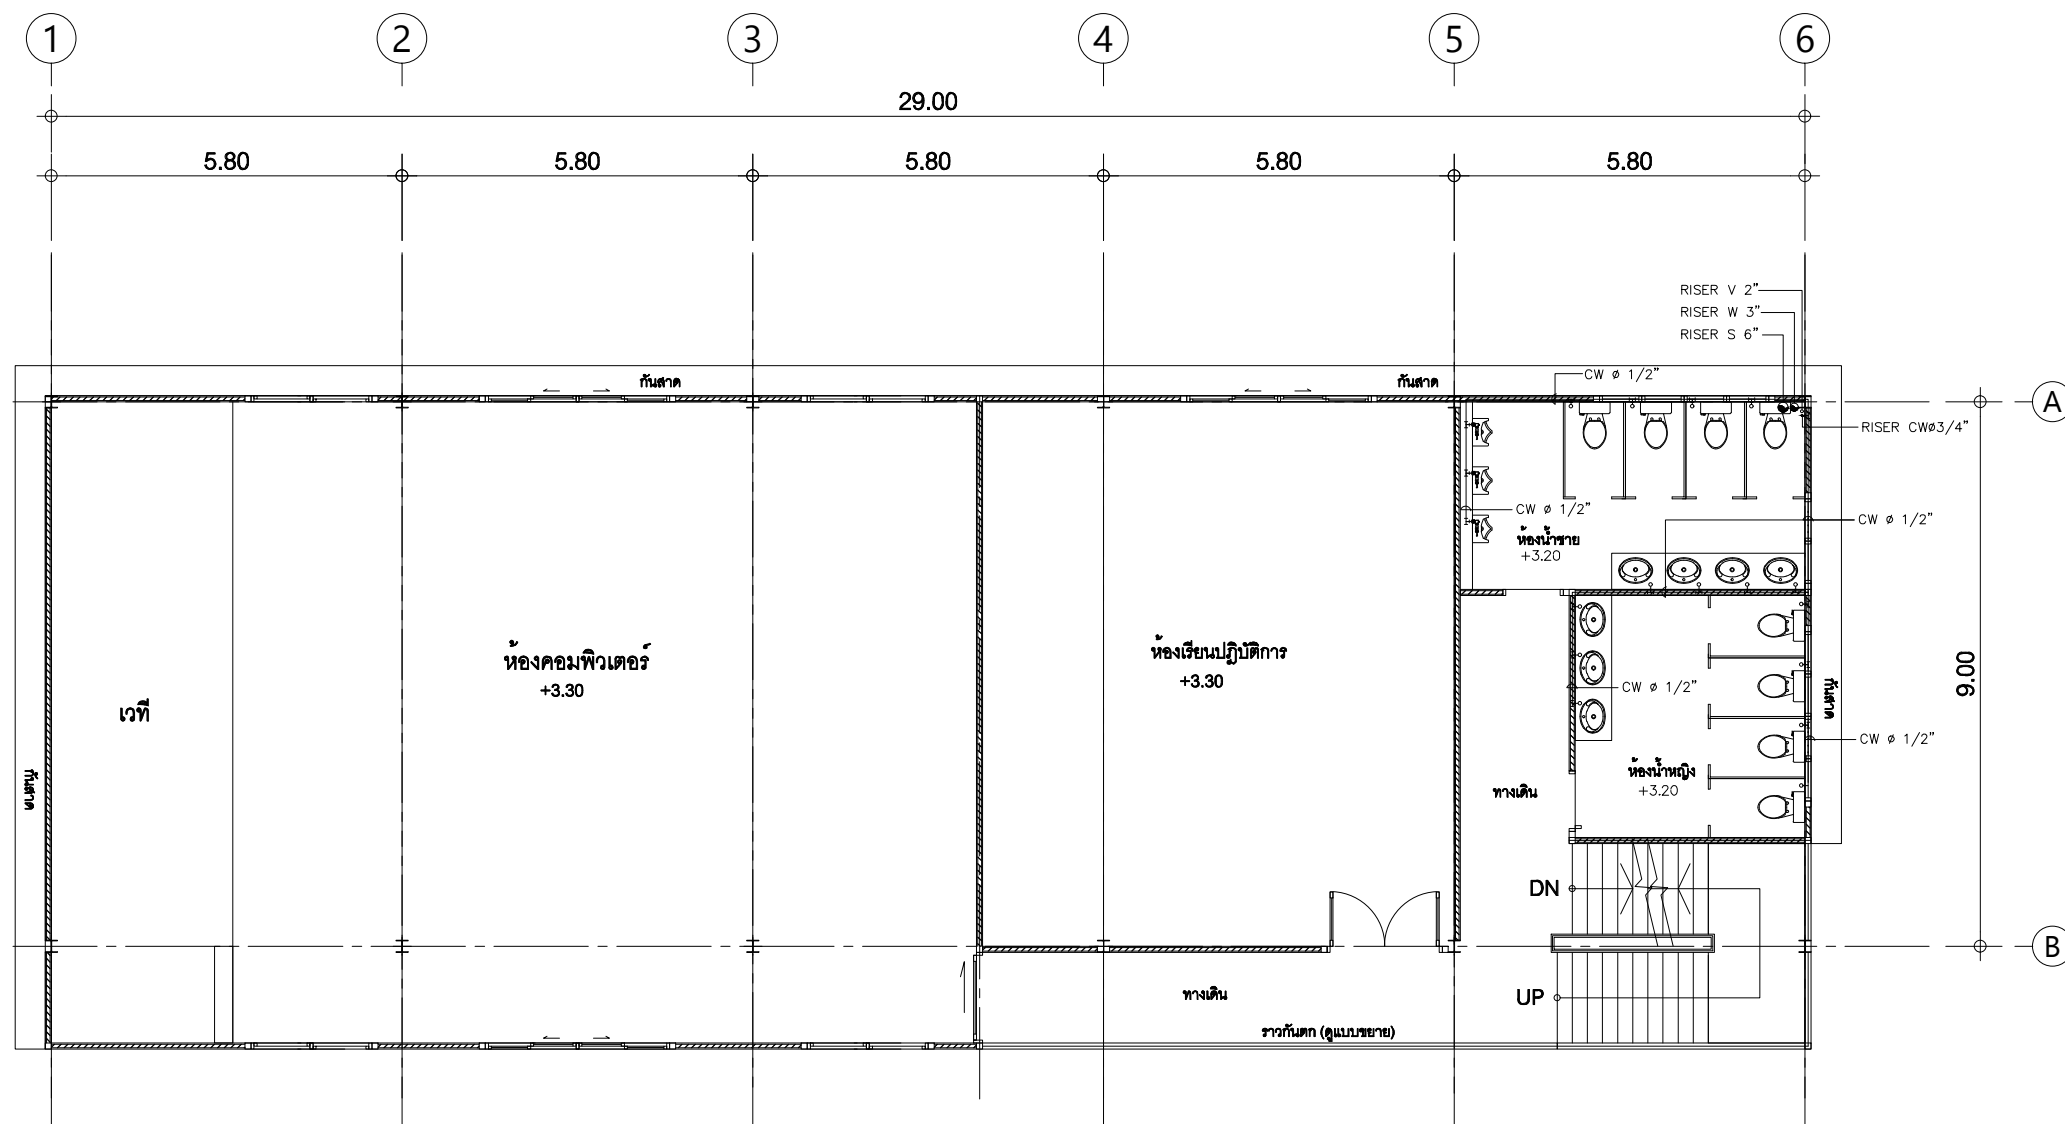 1 2 3 4 5 6
29.00
5.80 5.80 5.80 5.80 5.80
RISER V 2"
RISER W 3"
RISER S 6"
CW ø 1/2"
กันสาด กันสาด
A
RISER CWø3/4"
CW ø 1/2"
CW ø 1/2"
ห้องน้ำชาย
+3.20
ห้องคอมพิวเตอร์
+3.30
ห้องเรียนปฏิบัติการ
+3.30
9.00
CW ø 1/2"
กันสาด
เวที
CW ø 1/2"
ห้องน้ำหญิง
+3.20
กันสาด
ทางเดิน
DN
B
ทางเดิน
UP
ราวกันตก (ดูแบบขยาย)